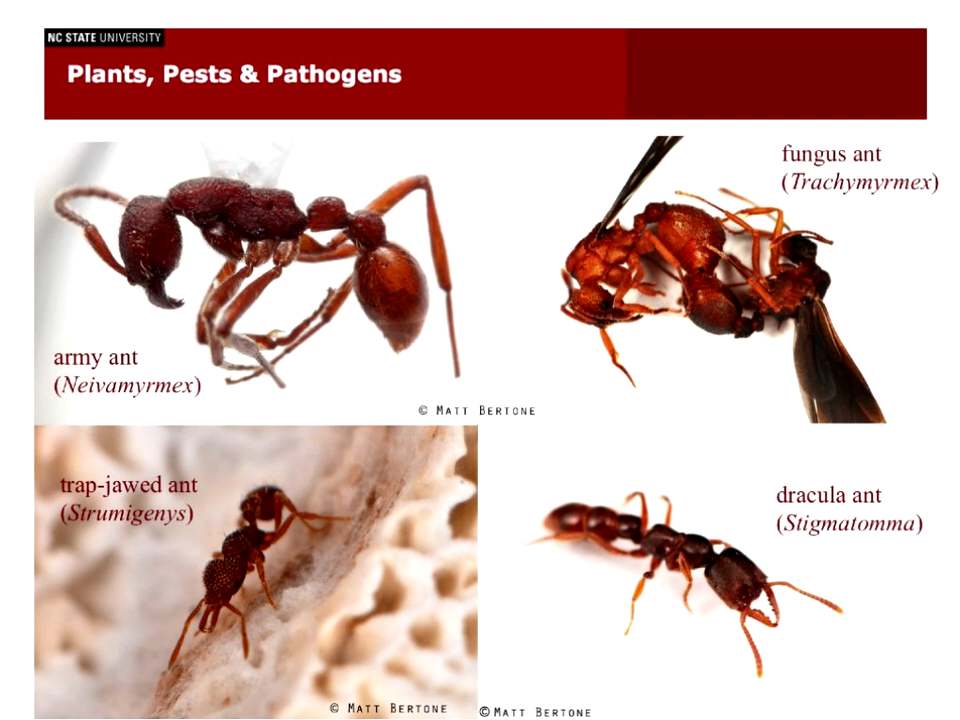 NC STATE UNIVERSITY
Plants, Pests & Pathogens
fungus ant
(Trachymyrmex)
army ant
(Neivamyrmex)
© MATT BERTONE
trap-jawed ant
(Strumigenys)
dracula ant
(Stigmatomma)
© MATT BERTONE
© MATT BERTONE